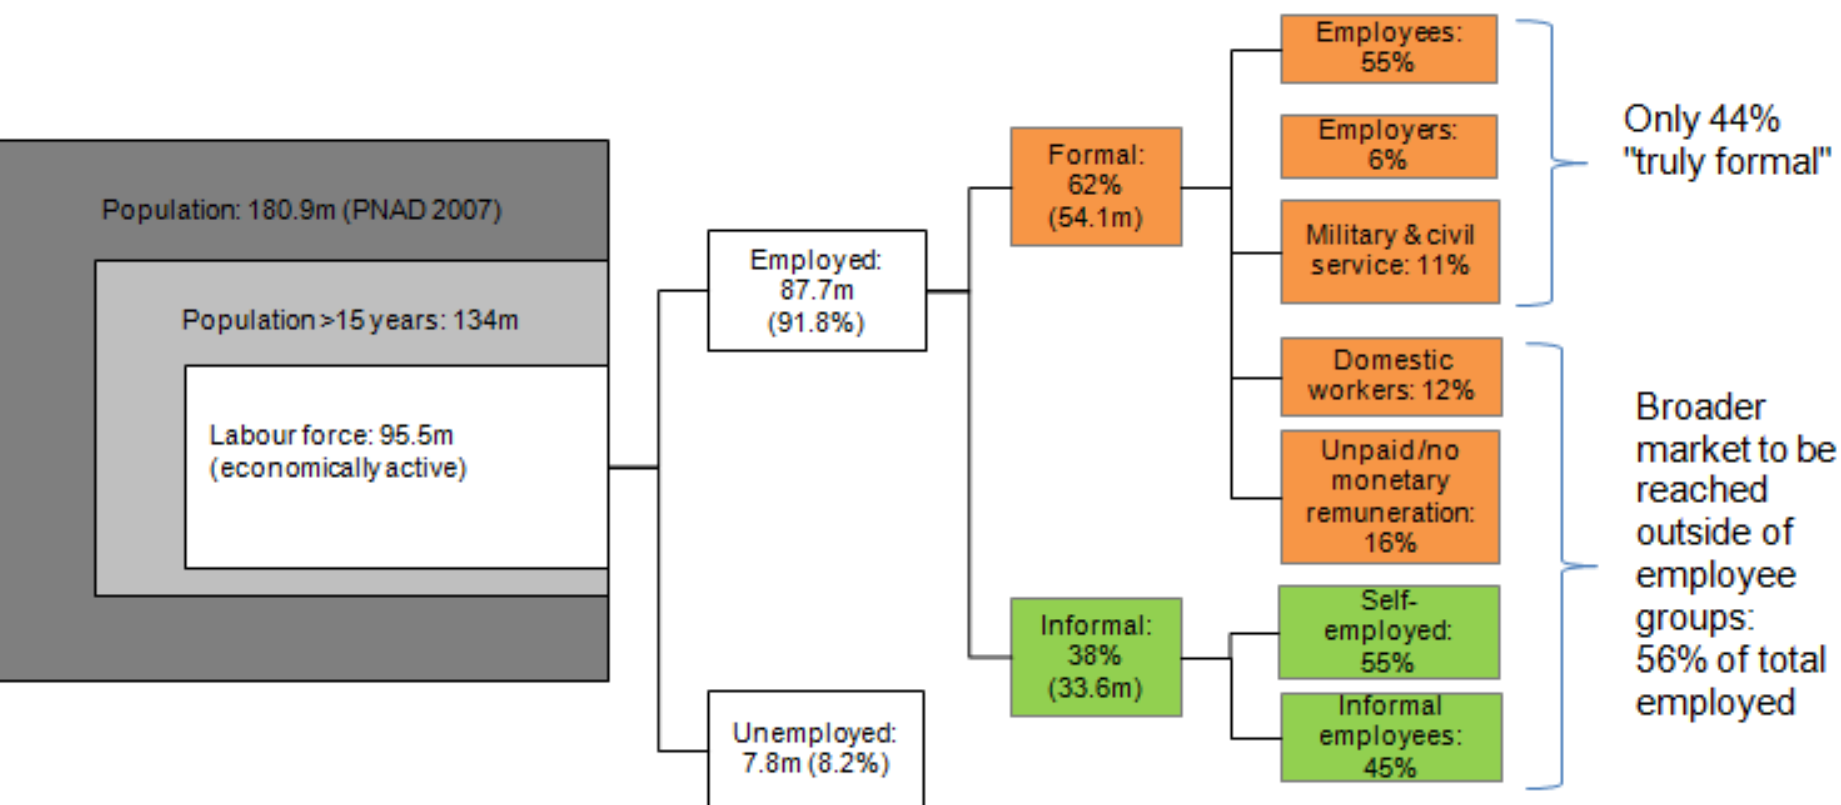 Population: 180.9m (PNAD 2007)
Population >15 years: 134m
Labour force: 95.5m
(economically active)
Employed:
87.7m
(91.8%)
Unemployed:
7.8m (8.2%)
Formal:
62%
(54.1m)
Informal:
38%
(33.6m)
Employees:
55%
Employers:
6%
Military & civil
service: 11%
Domestic
workers: 12%
Unpaid/no
monetary
remuneration:
16%
Self-
employed:
55%
Informal
employees:
45%
Only 44%
"truly formal"
Broader
market to be
reached
outside of
employee
groups:
56% of total
employed